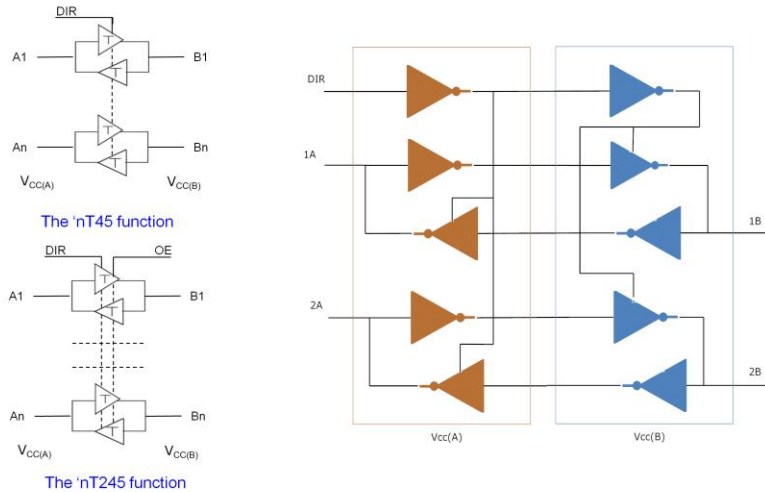 DIR
A1
B1
An
Bn
VCC(A)
VCC(B)
The 'nT45 function
DIR
OE
A1
B1
An
Bn
VCC(A)
VCC(B)
The 'nT245 function
DIR
1A
1B
2A
2B
Vcc(A)
Vcc(B)